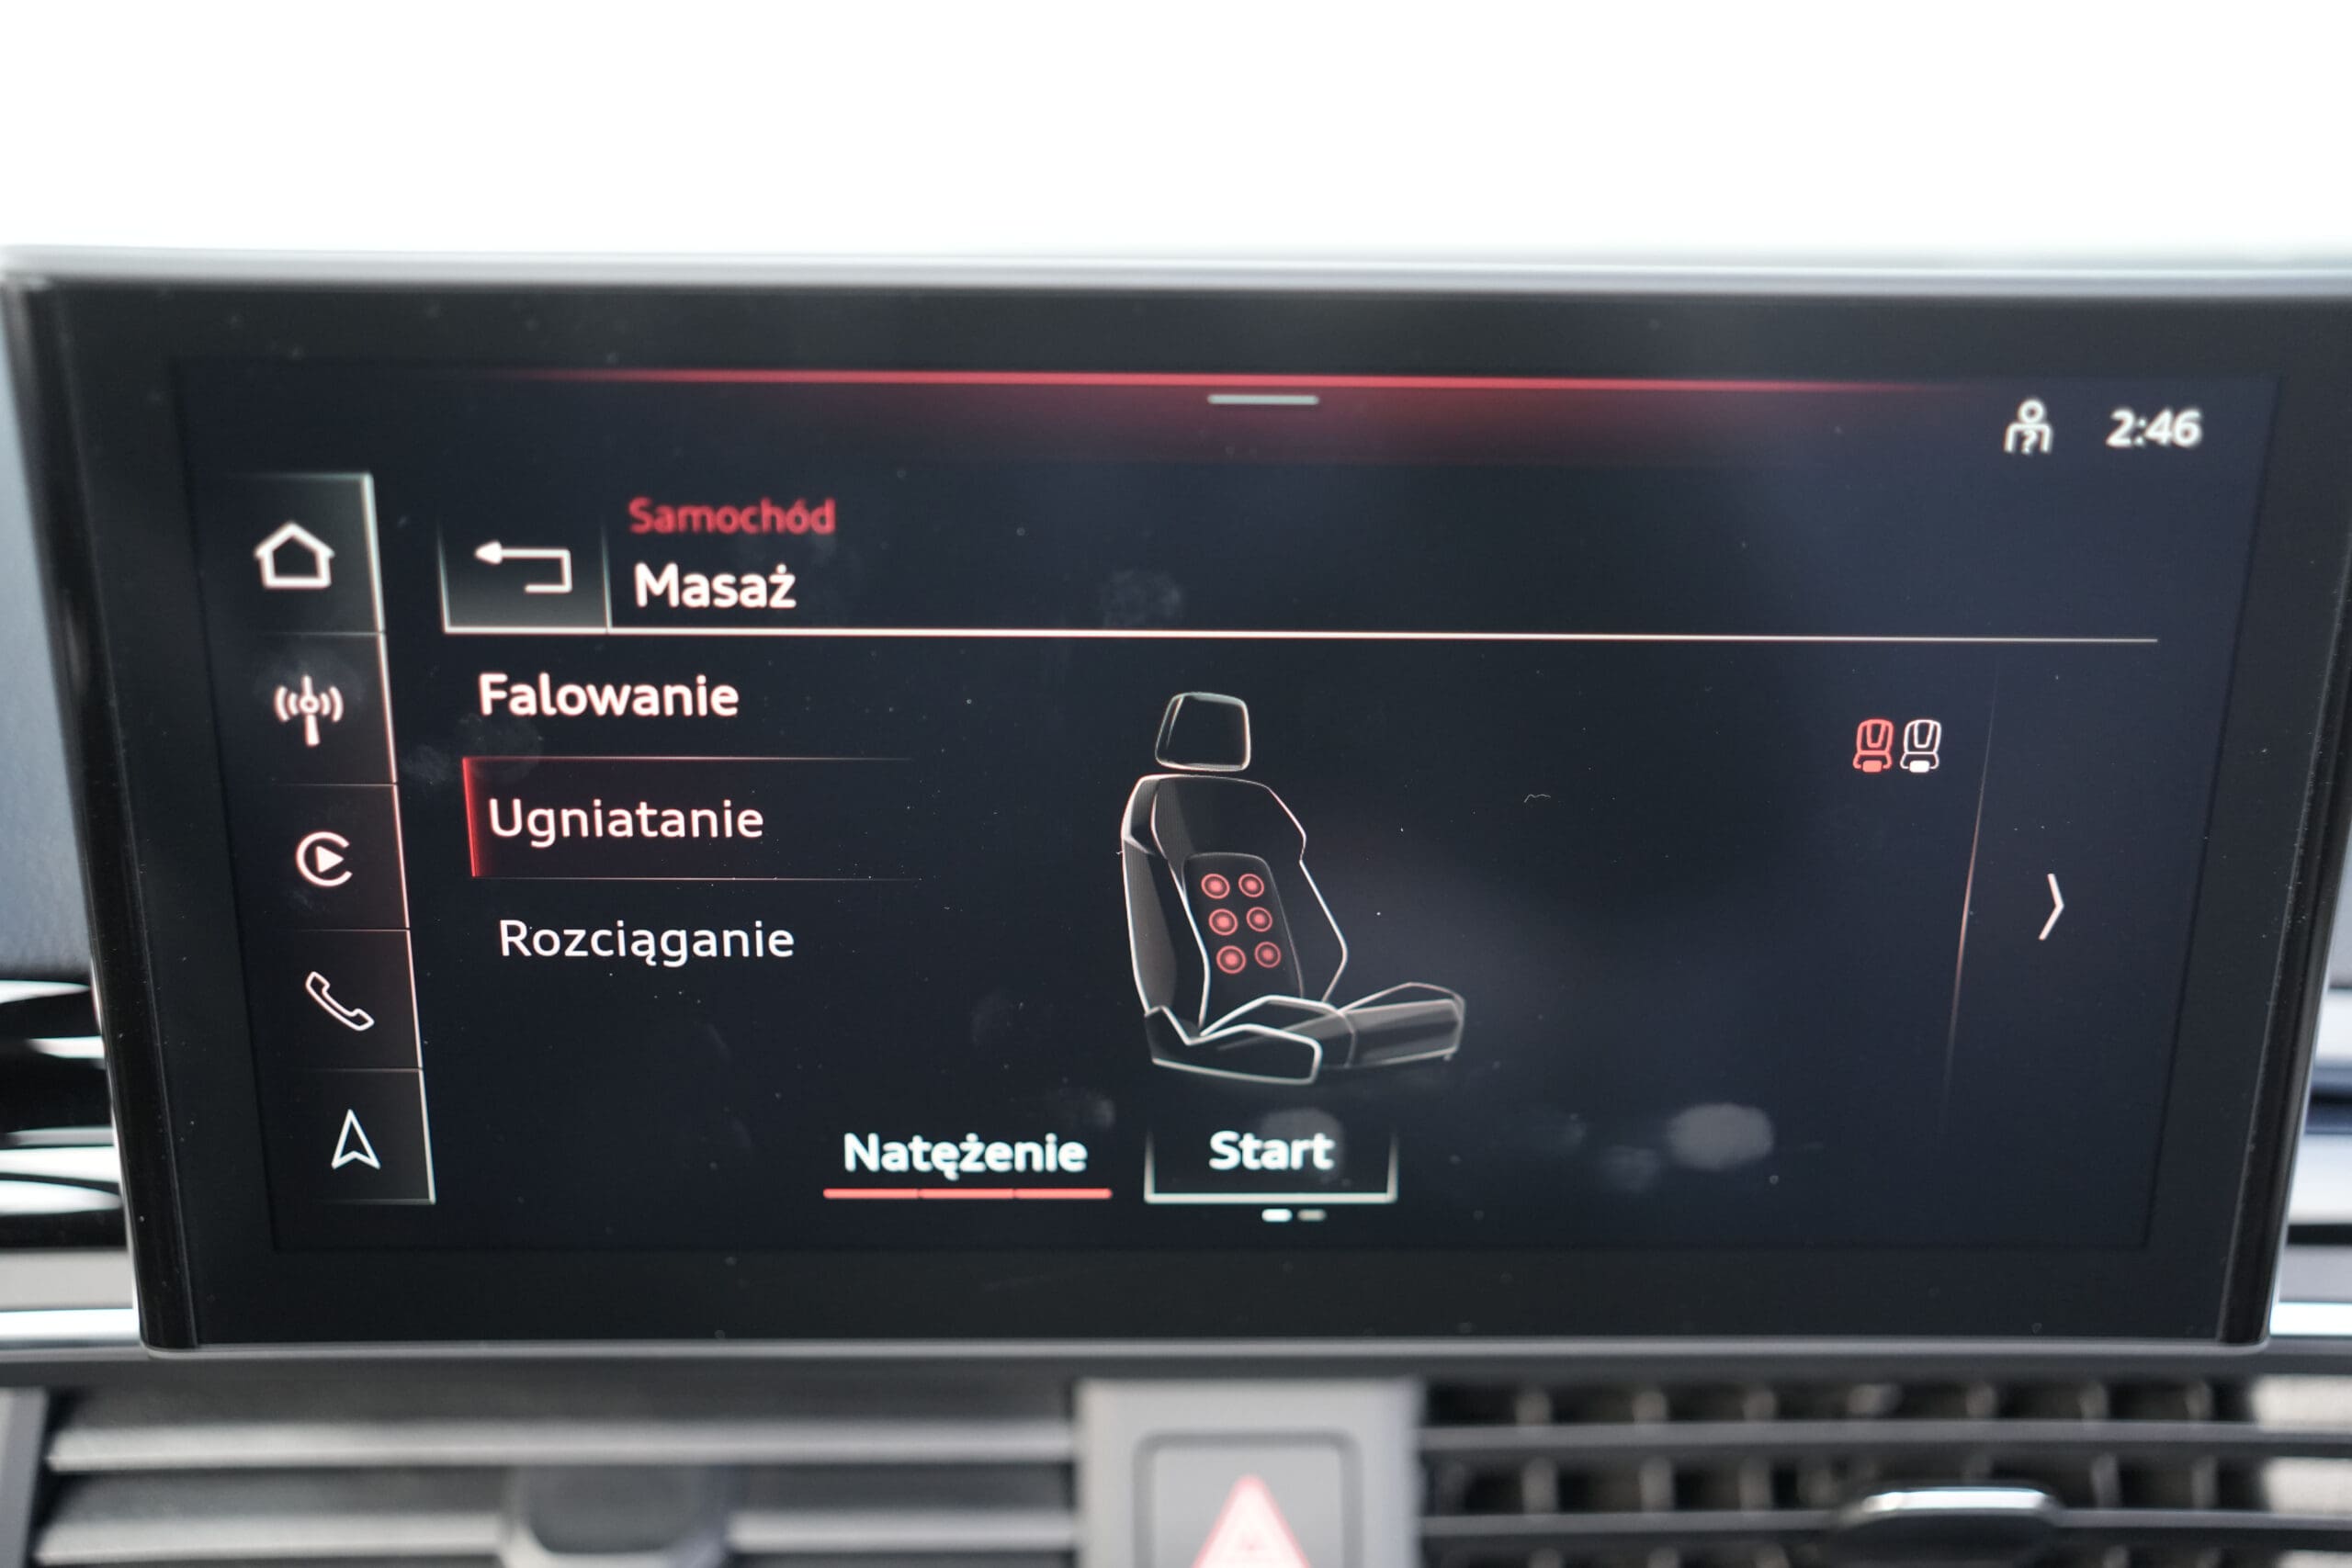 2:46
Samochód
Masaż
Falowanie
Ugniatanie
Rozciąganie
Natężenie
Start